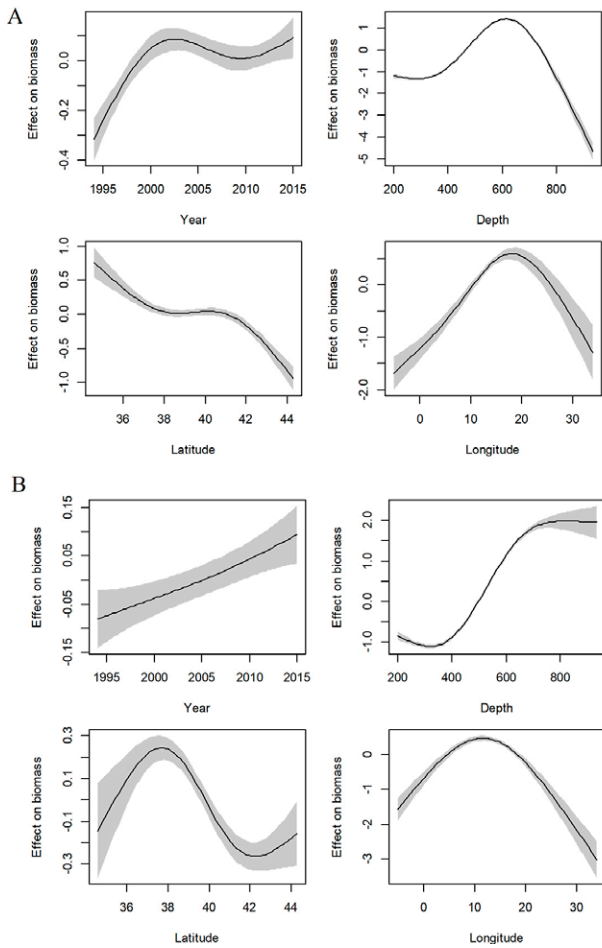 A
Effect on biomass
-0.4 -0.2 0.0
1995 2000 2005 2010 2015
Year
Effect on biomass
-5 -4 -3 -2 -1 0 1
200 400 600 800
Depth
Effect on biomass
-1.0 -0.5 0.0 0.5 1.0
36 38 40 42 44
Latitude
Effect on biomass
-2.0 -1.0 0.0
0 10 20 30
Longitude
B
Effect on biomass
-0.15 -0.05 0.05 0.15
1995 2000 2005 2010 2015
Year
Effect on biomass
-1.0 0.0 1.0 2.0
200 400 600 800
Depth
Effect on biomass
-0.3 -0.1 0.1 0.3
36 38 40 42 44
Latitude
Effect on biomass
-3 -2 -1 0
0 10 20 30
Longitude